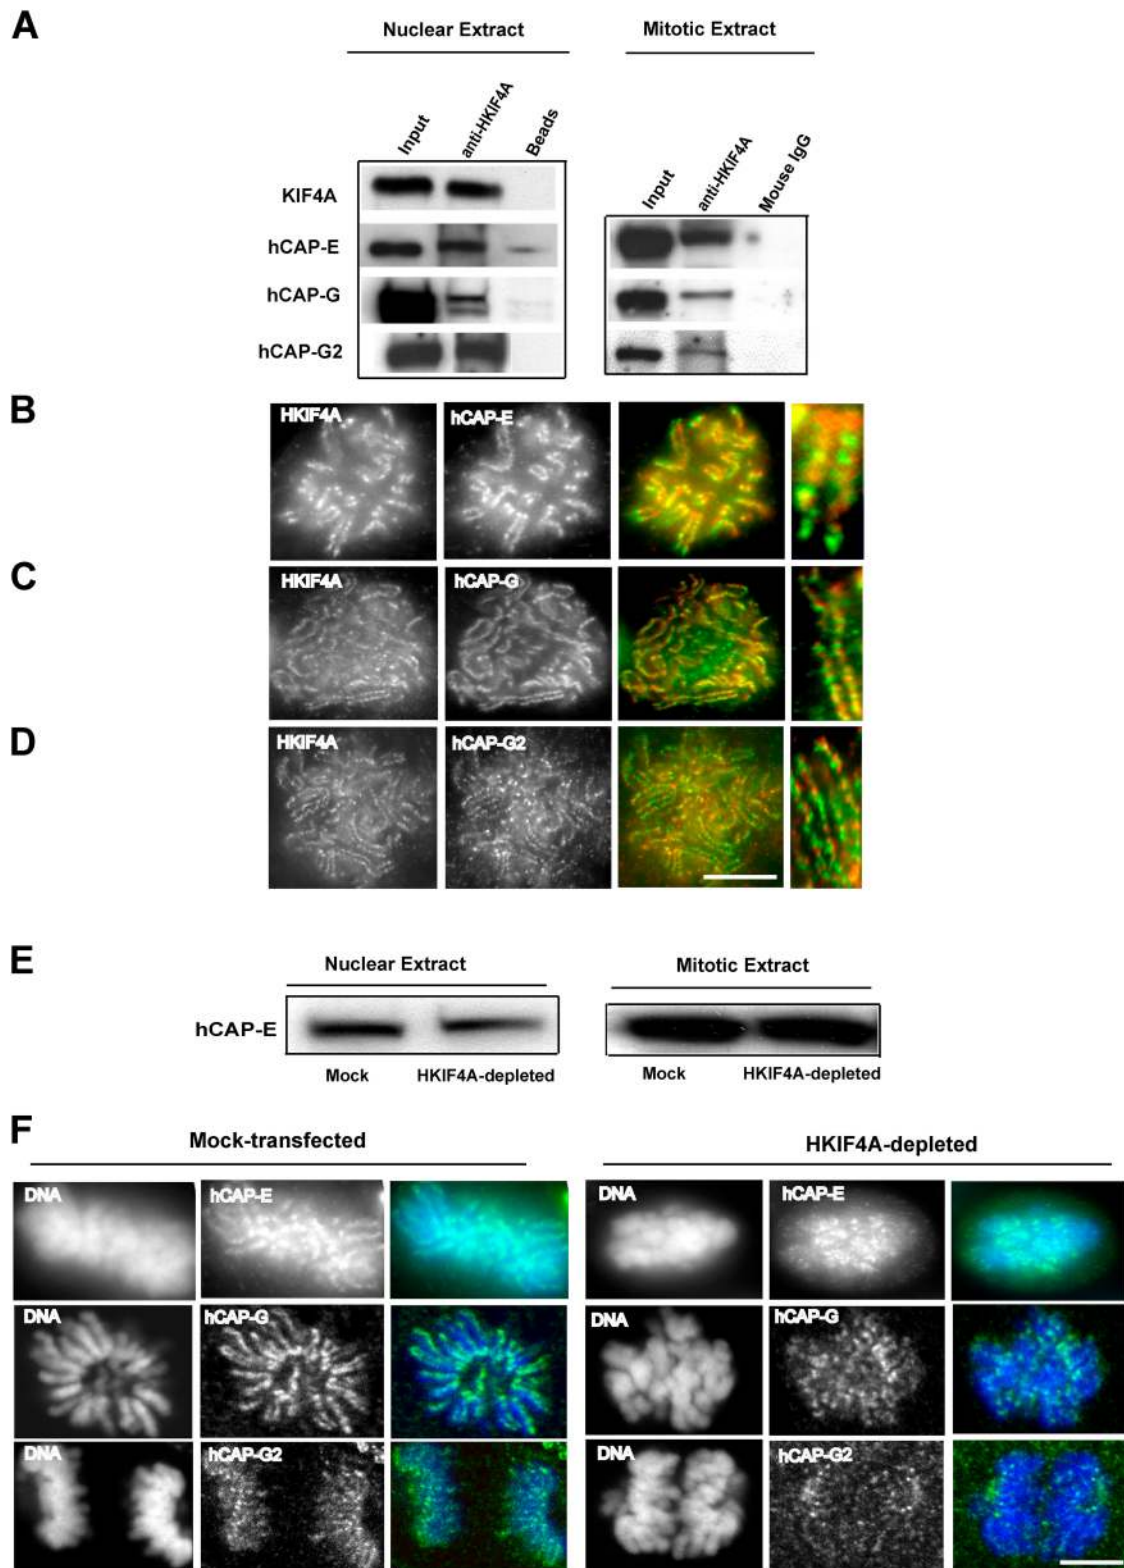 A
Nuclear Extract
Mitotic Extract
Input
anti-HKIF4A
Beads
Input
anti-HKIF4A
Mouse IgG
KIF4A
hCAP-E
hCAP-G
hCAP-G2
B
HKIF4A
hCAP-E
C
HKIF4A
hCAP-G
D
HKIF4A
hCAP-G2
E
Nuclear Extract
Mitotic Extract
hCAP-E
Mock
HKIF4A-depleted
Mock
HKIF4A-depleted
F
Mock-transfected
HKIF4A-depleted
DNA
hCAP-E
DNA
hCAP-E
DNA
hCAP-G
DNA
hCAP-G
DNA
hCAP-G2
DNA
hCAP-G2